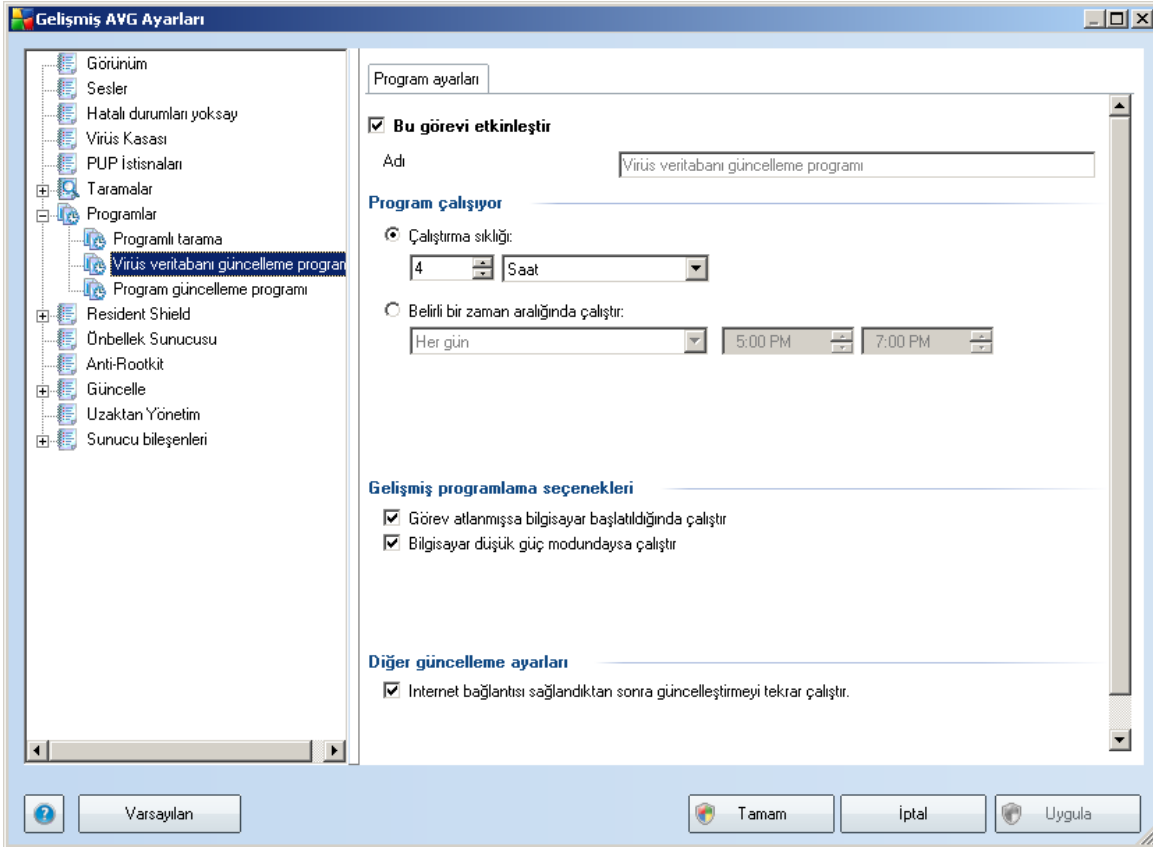 Gelişmiş AVG Ayarları
Görünüm
Sesler
Hatalı durumları yoksay
Virüs Kasası
PUP İstisnaları
Taramalar
Programlar
Programlı tarama
Virüs veritabanı güncelleme program
Program güncelleme programı
Resident Shield
Önbellek Sunucusu
Anti-Rootkit
Güncelle
Uzaktan Yönetim
Sunucu bileşenleri
Program ayarları
Bu görevi etkinleştir
Adı Virüs veritabanı güncelleme programı
Program çalışıyor
Çalıştırma sıklığı:
4 Saat
Belirli bir zaman aralığında çalıştır:
Her gün 5:00 PM 7:00 PM
Gelişmiş programlama seçenekleri
Görev atlanmışsa bilgisayar başlatıldığında çalıştır
Bilgisayar düşük güç modundaysa çalıştır
Diğer güncelleme ayarları
Internet bağlantısı sağlandıktan sonra güncelleştirmeyi tekrar çalıştır.
? Varsayılan Tamam İptal Uygula